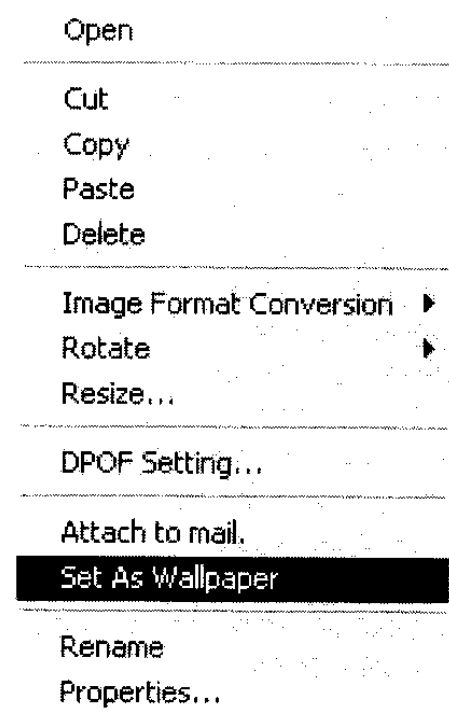 Open
Cut
Copy
Paste
Delete
Image Format Conversion
Rotate
Resize...
DPOF Setting...
Attach to mail.
Set As Wallpaper
Rename
Properties...